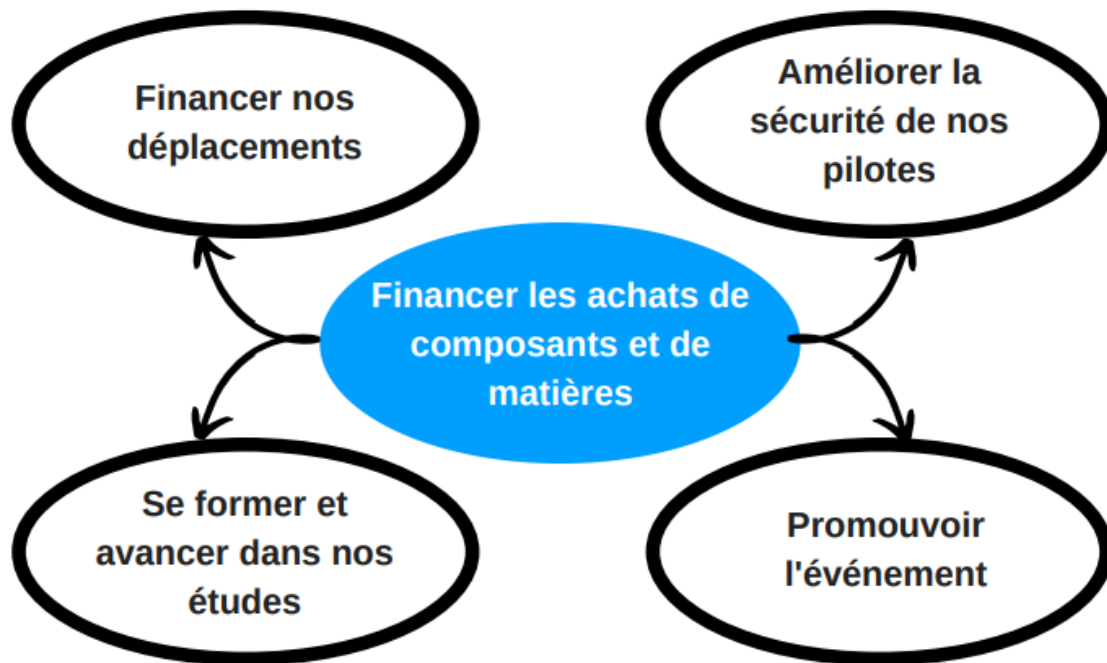 Financer nos
déplacements
Améliorer la
sécurité de nos
pilotes
Financer les achats de
composants et de
matières
Se former et
avancer dans nos
études
Promouvoir
l'événement